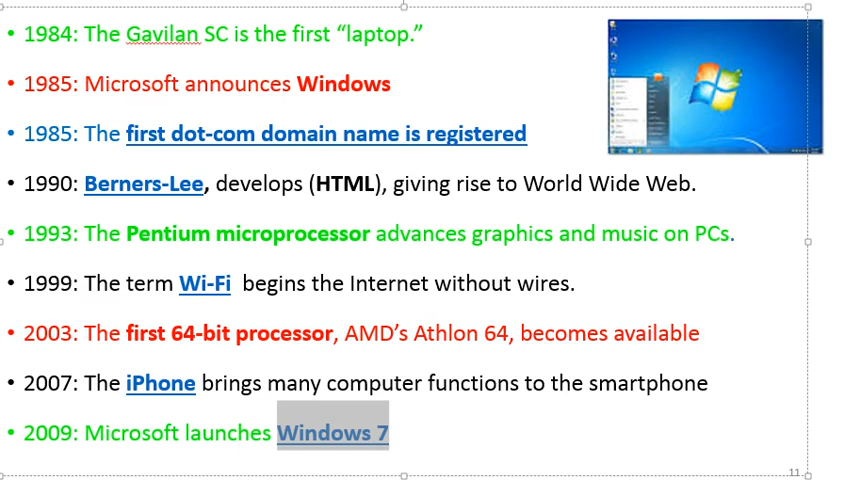 • 1984: The Gavilan SC is the first “laptop.”
• 1985: Microsoft announces Windows
• 1985: The first dot-com domain name is registered
• 1990: Berners-Lee, develops (HTML), giving rise to World Wide Web.
• 1993: The Pentium microprocessor advances graphics and music on PCs.
• 1999: The term Wi-Fi  begins the Internet without wires.
• 2003: The first 64-bit processor, AMD’s Athlon 64, becomes available
• 2007: The iPhone brings many computer functions to the smartphone
• 2009: Microsoft launches Windows 7
11